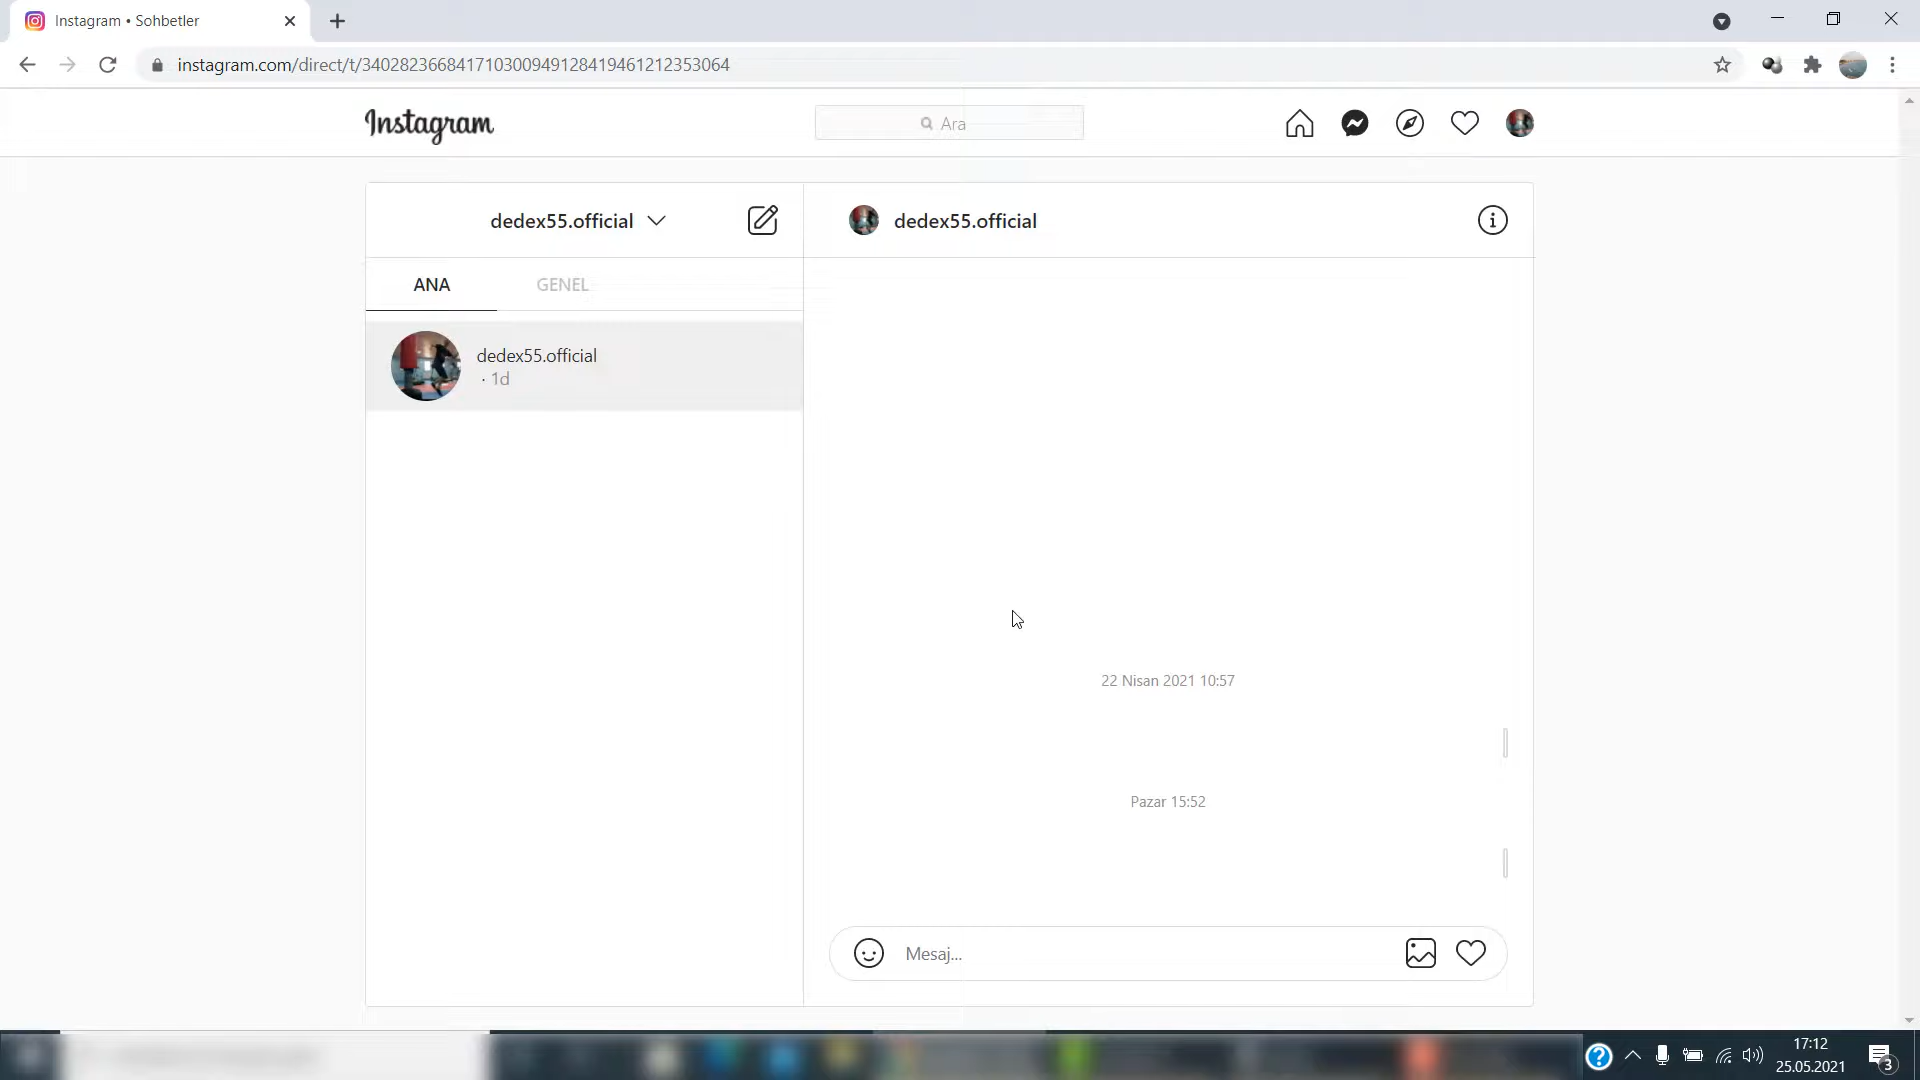 Instagram • Sohbetler
instagram.com/direct/t/340282366841710300949128419461212353064
Instagram
Ara
dedex55.official
dedex55.official
ANA
GENEL
dedex55.official
· 1d
22 Nisan 2021 10:57
Pazar 15:52
Mesaj...
17:12
25.05.2021
3